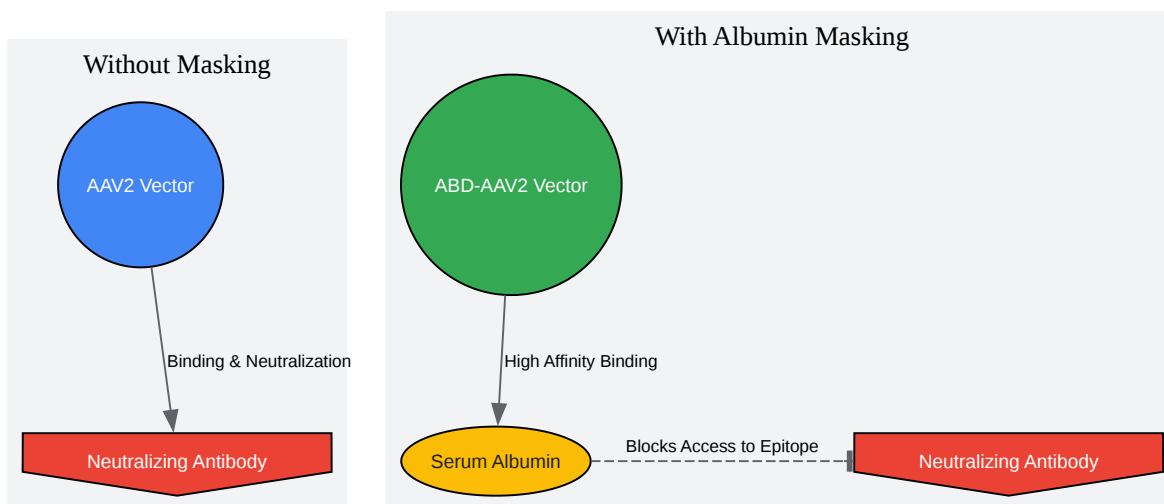 Without Masking
AAV2 Vector
Binding & Neutralization
Neutralizing Antibody
With Albumin Masking
ABD-AAV2 Vector
High Affinity Binding
Serum Albumin
Blocks Access to Epitope
Neutralizing Antibody